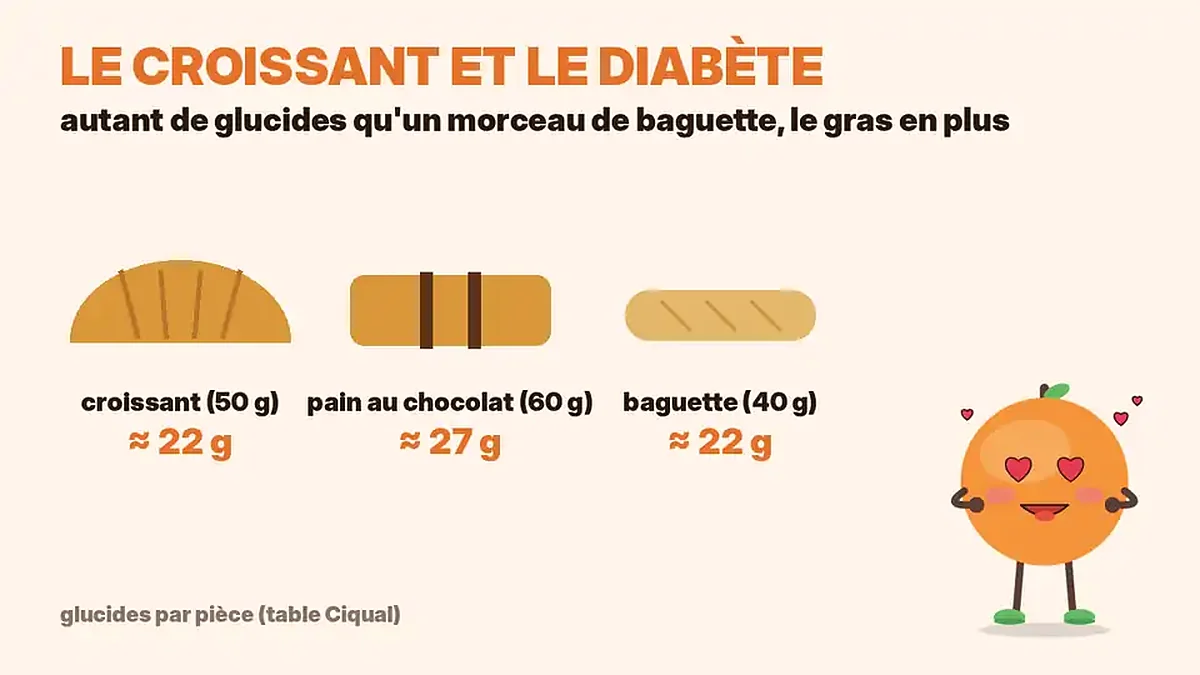 LE CROISSANT ET LE DIABÈTE
autant de glucides qu'un morceau de baguette, le gras en plus
croissant (50 g)
≈ 22 g
pain au chocolat (60 g)
≈ 27 g
baguette (40 g)
≈ 22 g
glucides par pièce (table Ciqual)